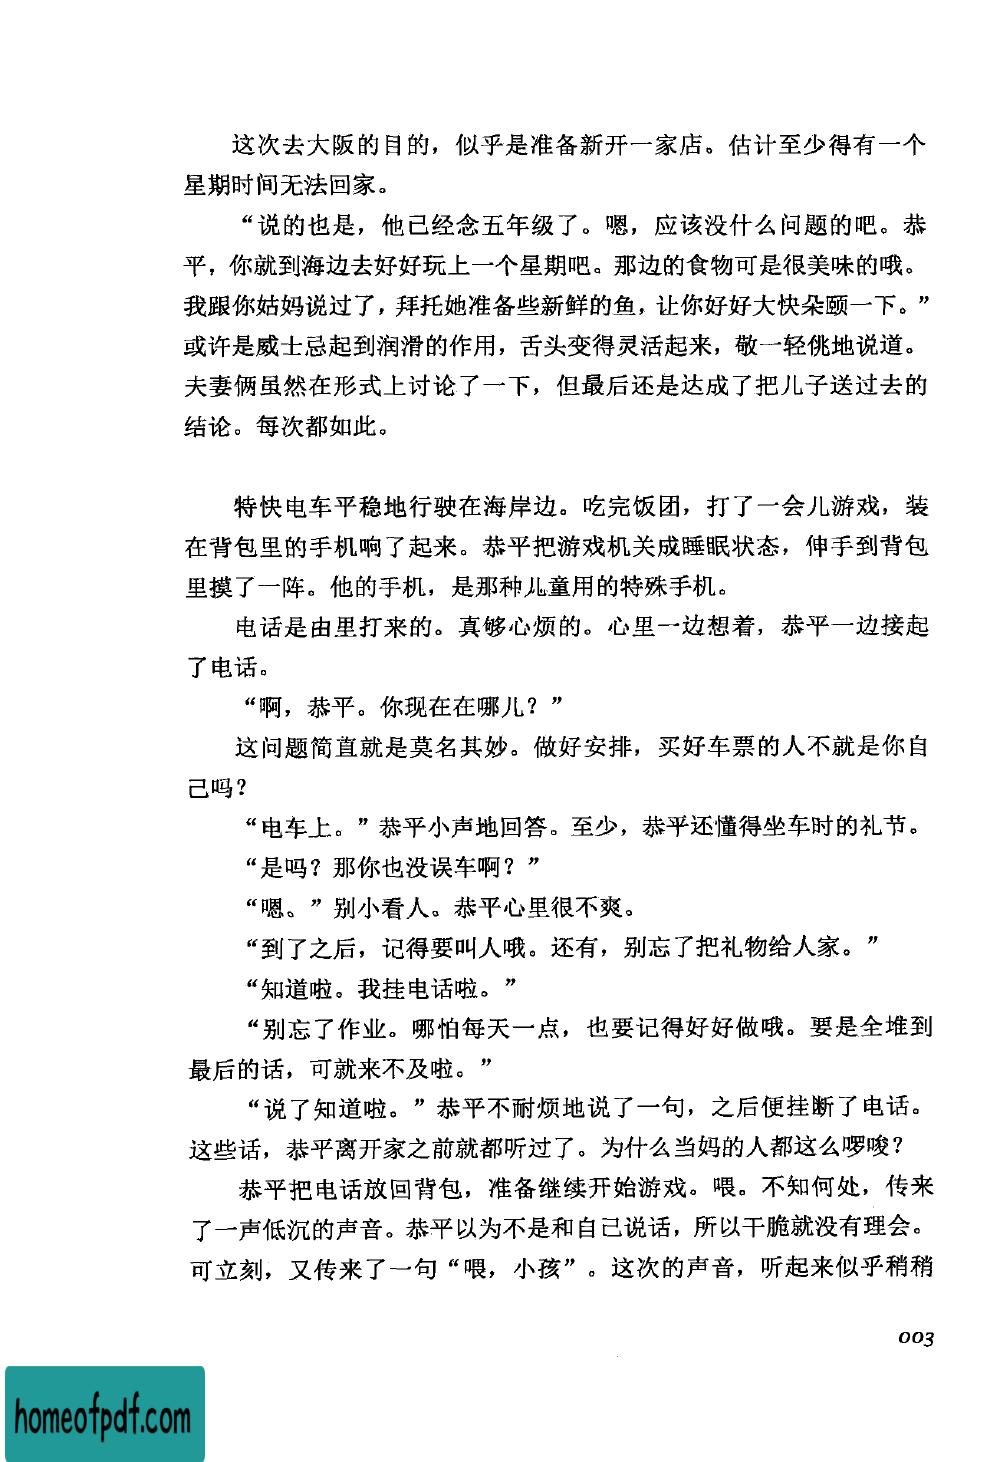 这次去大阪的目的，似乎是准备新开一家店。估计至少得有一个
星期时间无法回家。
“说的也是，他已经念五年级了。嗯，应该没什么问题的吧。恭
平，你就到海边去好好玩上一个星期吧。那边的食物可是很美味的哦。
我跟你姑妈说过了，拜托她准备些新鲜的鱼，让你好好大快朵颐一下。”
或许是威士忌起到润滑的作用，舌头变得灵活起来，敬一轻佻地说道。
夫妻俩虽然在形式上讨论了一下，但最后还是达成了把儿子送过去的
结论。每次都如此。
特快电车平稳地行驶在海岸边。吃完饭团，打了一会儿游戏，装
在背包里的手机响了起来。恭平把游戏机关成睡眠状态，伸手到背包
里摸了一阵。他的手机，是那种儿童用的特殊手机。
电话是由里打来的。真够心烦的。心里一边想着，恭平一边接起
了电话。
“啊，恭平。你现在在哪儿？”
这问题简直就是莫名其妙。做好安排，买好车票的人不就是你自
己吗？
“电车上。”恭平小声地回答。至少，恭平还懂得坐车时的礼节。
“是吗？那你也没误车啊？”
“嗯。”别小看人。恭平心里很不爽。
“到了之后，记得要叫人哦。还有，别忘了把礼物给人家。”
“知道啦。我挂电话啦。”
“别忘了作业。哪怕每天一点，也要记得好好做哦。要是全堆到
最后的话，可就来不及啦。”
“说了知道啦。”恭平不耐烦地说了一句，之后便挂断了电话。
这些话，恭平离开家之前就都听过了。为什么当妈的人都这么啰唆？
恭平把电话放回背包，准备继续开始游戏。喂。不知何处，传来
了一声低沉的声音。恭平以为不是和自己说话，所以干脆就没有理会。
可立刻，又传来了一句“喂，小孩”。这次的声音，听起来似乎稍稍
003
homeofpdf.com